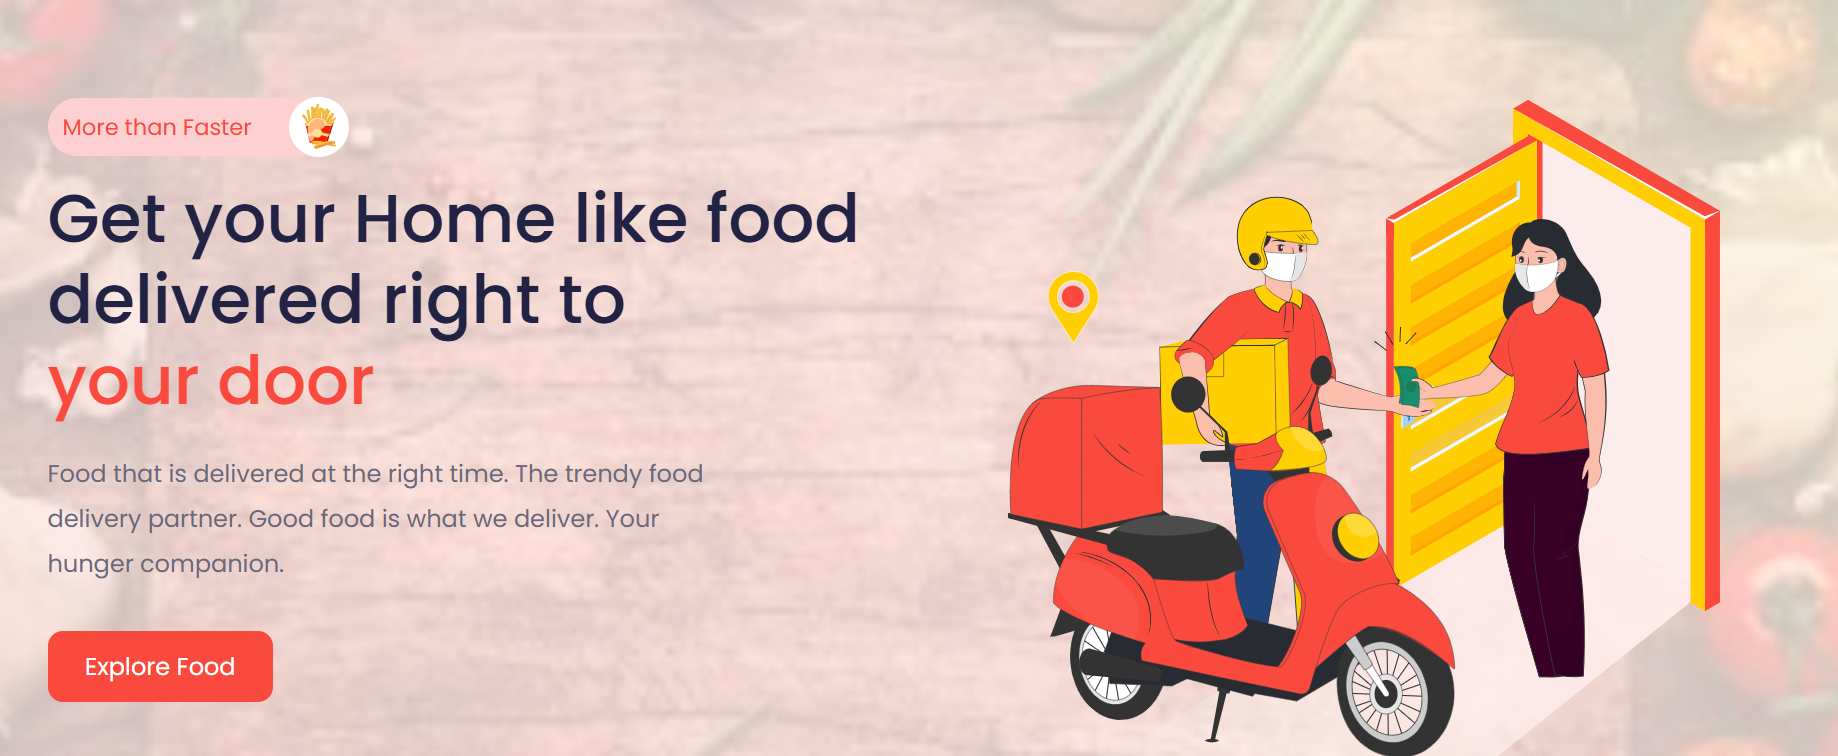 More than Faster
Get your Home like food
delivered right to
your door
Food that is delivered at the right time. The trendy food
delivery partner. Good food is what we deliver. Your
hunger companion.
Explore Food